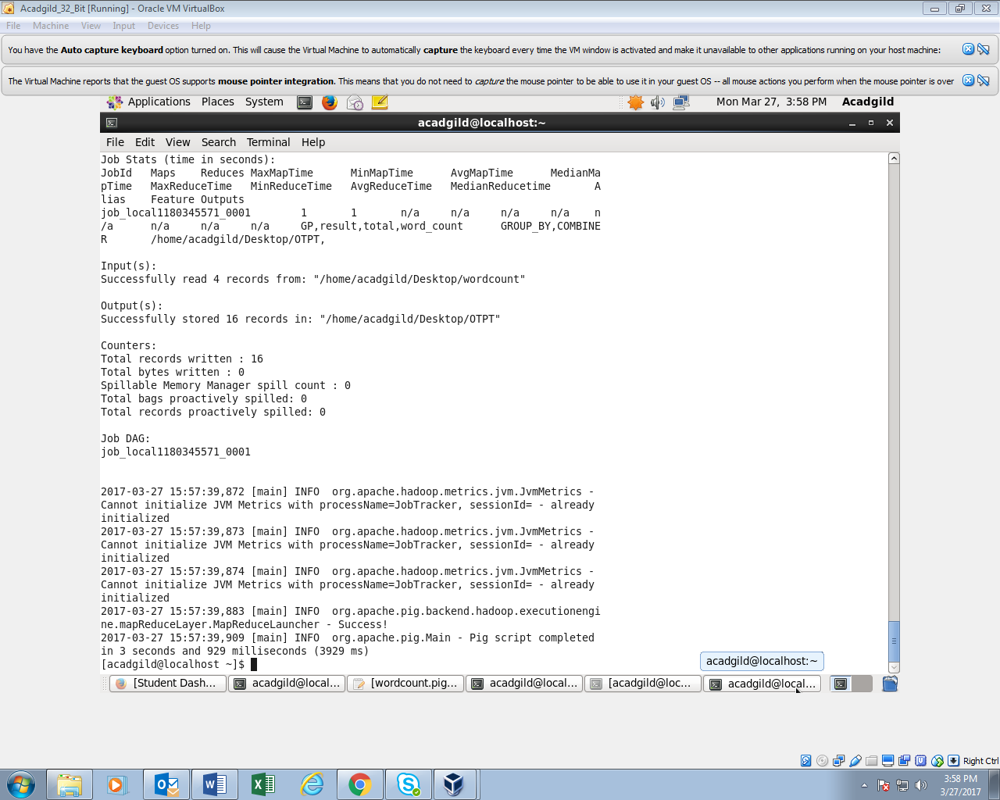 Acadgild_32_Bit [Running] - Oracle VM VirtualBox
File Machine View Input Devices Help
You have the Auto capture keyboard option turned on. This will cause the Virtual Machine to automatically capture the keyboard every time the VM window is activated and make it unavailable to other applications running on your host machine:
The Virtual Machine reports that the guest OS supports mouse pointer integration. This means that you do not need to capture the mouse pointer to be able to use it in your guest OS -- all mouse actions you perform when the mouse pointer is over
Applications Places System Mon Mar 27, 3:58 PM Acadgild
acadgild@localhost:~
File Edit View Search Terminal Help
Job Stats (time in seconds):
JobId Maps Reduces MaxMapTime MinMapTime AvgMapTime MedianMa
pTime MaxReduceTime MinReduceTime AvgReduceTime MedianReducetime A
lias Feature Outputs
job_local1180345571_0001 1 1 n/a n/a n/a n/a n
/a n/a n/a n/a GP,result,total,word_count GROUP_BY,COMBINE
R /home/acadgild/Desktop/OTPT,
Input(s):
Successfully read 4 records from: "/home/acadgild/Desktop/wordcount"
Output(s):
Successfully stored 16 records in: "/home/acadgild/Desktop/OTPT"
Counters:
Total records written : 16
Total bytes written : 0
Spillable Memory Manager spill count : 0
Total bags proactively spilled: 0
Total records proactively spilled: 0
Job DAG:
job_local1180345571_0001
2017-03-27 15:57:39,872 [main] INFO org.apache.hadoop.metrics.jvm.JvmMetrics -
Cannot initialize JVM Metrics with processName=JobTracker, sessionId= - already
initialized
2017-03-27 15:57:39,873 [main] INFO org.apache.hadoop.metrics.jvm.JvmMetrics -
Cannot initialize JVM Metrics with processName=JobTracker, sessionId= - already
initialized
2017-03-27 15:57:39,874 [main] INFO org.apache.hadoop.metrics.jvm.JvmMetrics -
Cannot initialize JVM Metrics with processName=JobTracker, sessionId= - already
initialized
2017-03-27 15:57:39,883 [main] INFO org.apache.pig.backend.hadoop.executionengi
ne.mapReduceLayer.MapReduceLauncher - Success!
2017-03-27 15:57:39,909 [main] INFO org.apache.pig.Main - Pig script completed
in 3 seconds and 929 milliseconds (3929 ms)
[acadgild@localhost ~]$
acadgild@localhost:~
[Student Dash... acadgild@local... [wordcount.pig... acadgild@local... [acadgild@loc... acadgild@local...
Right Ctrl
3:58 PM
3/27/2017